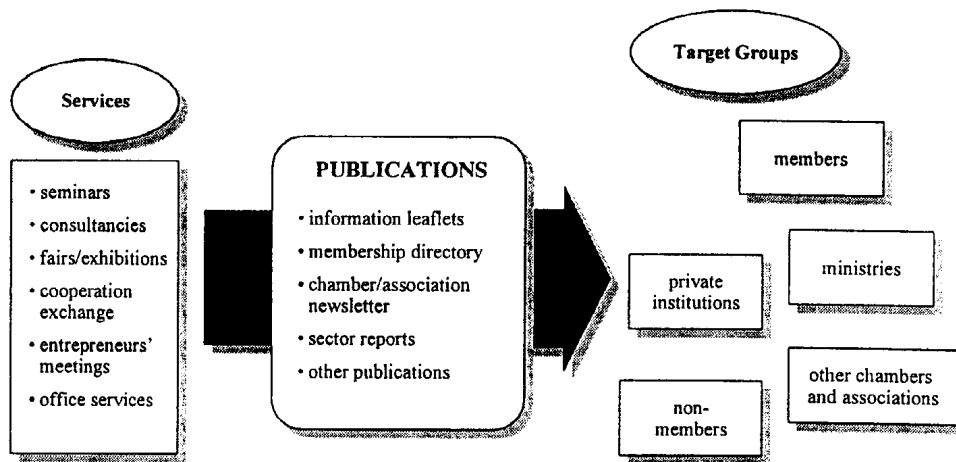 Services
• seminars
• consultancies
• fairs/exhibitions
• cooperation
exchange
• entrepreneurs'
meetings
• office services
PUBLICATIONS
• information leaflets
• membership directory
• chamber/association
newsletter
• sector reports
• other publications
Target Groups
members
private
institutions
ministries
non-
members
other chambers
and associations